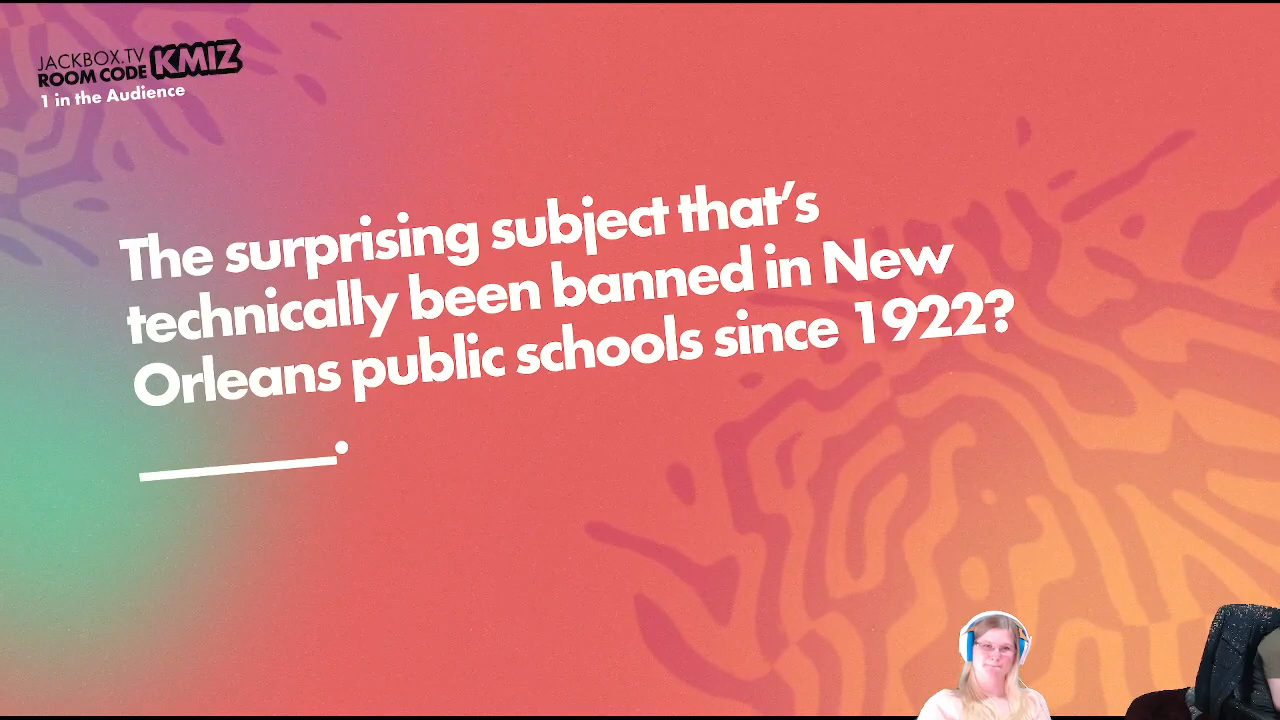 JACKBOX.TV
ROOM CODE KMIZ
1 in the Audience
The surprising subject that's
technically been banned in New
Orleans public schools since 1922?
________.